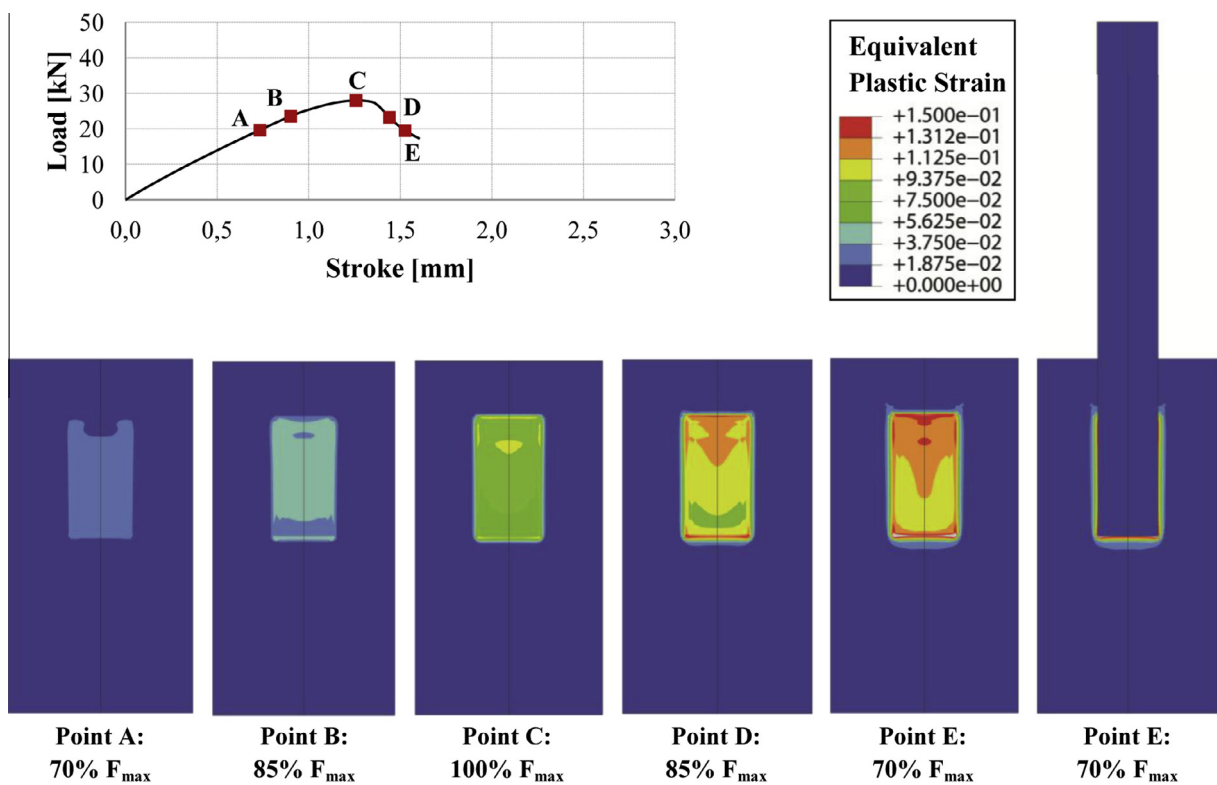 50
40
30
20
10
0
Load [kN]
A
B
C
D
E
0,0
0,5
1,0
1,5
2,0
2,5
3,0
Stroke [mm]
Equivalent
Plastic Strain
+1.500e−01
+1.312e−01
+1.125e−01
+9.375e−02
+7.500e−02
+5.625e−02
+3.750e−02
+1.875e−02
+0.000e+00
Point A:
70% Fmax
Point B:
85% Fmax
Point C:
100% Fmax
Point D:
85% Fmax
Point E:
70% Fmax
Point E:
70% Fmax